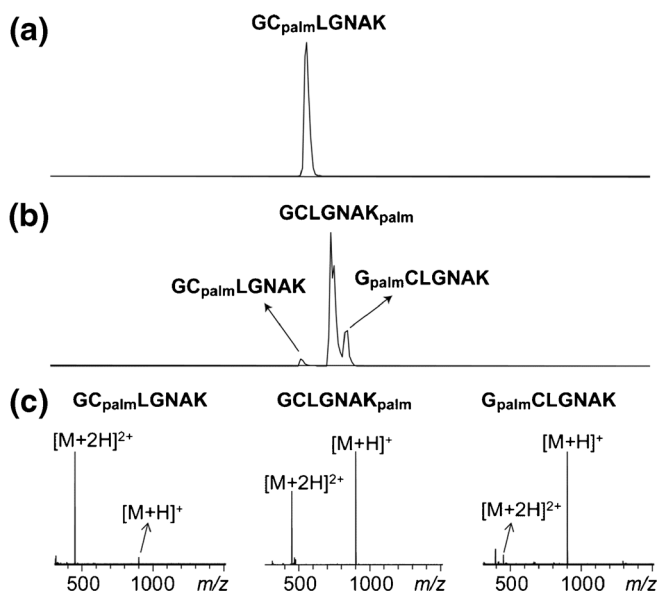 (a)
GCpalmLGNAK
(b)
GCLGNAKpalm
GCpalmLGNAK
GpalmCLGNAK
(c)
GCpalmLGNAK GCLGNAKpalm GpalmCLGNAK
[M+2H]2+ [M+H]+ [M+H]+
[M+2H]2+
[M+H]+ [M+2H]2+
500 1000 m/z 500 1000 m/z 500 1000 m/z